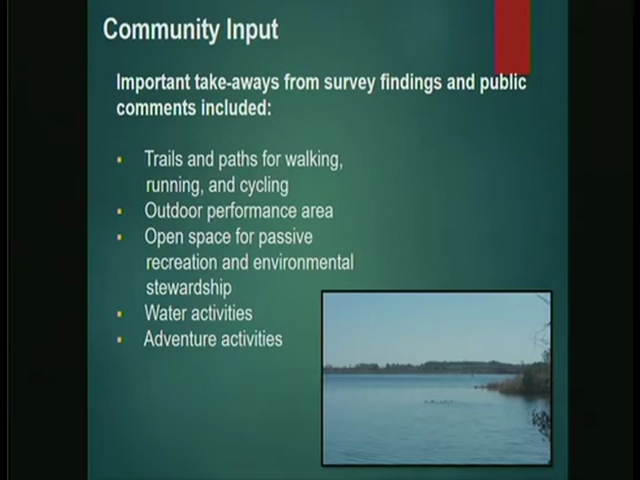 Community Input
Important take-aways from survey findings and public
comments included:
▪ Trails and paths for walking,
running, and cycling
▪ Outdoor performance area
▪ Open space for passive
recreation and environmental
stewardship
▪ Water activities
▪ Adventure activities